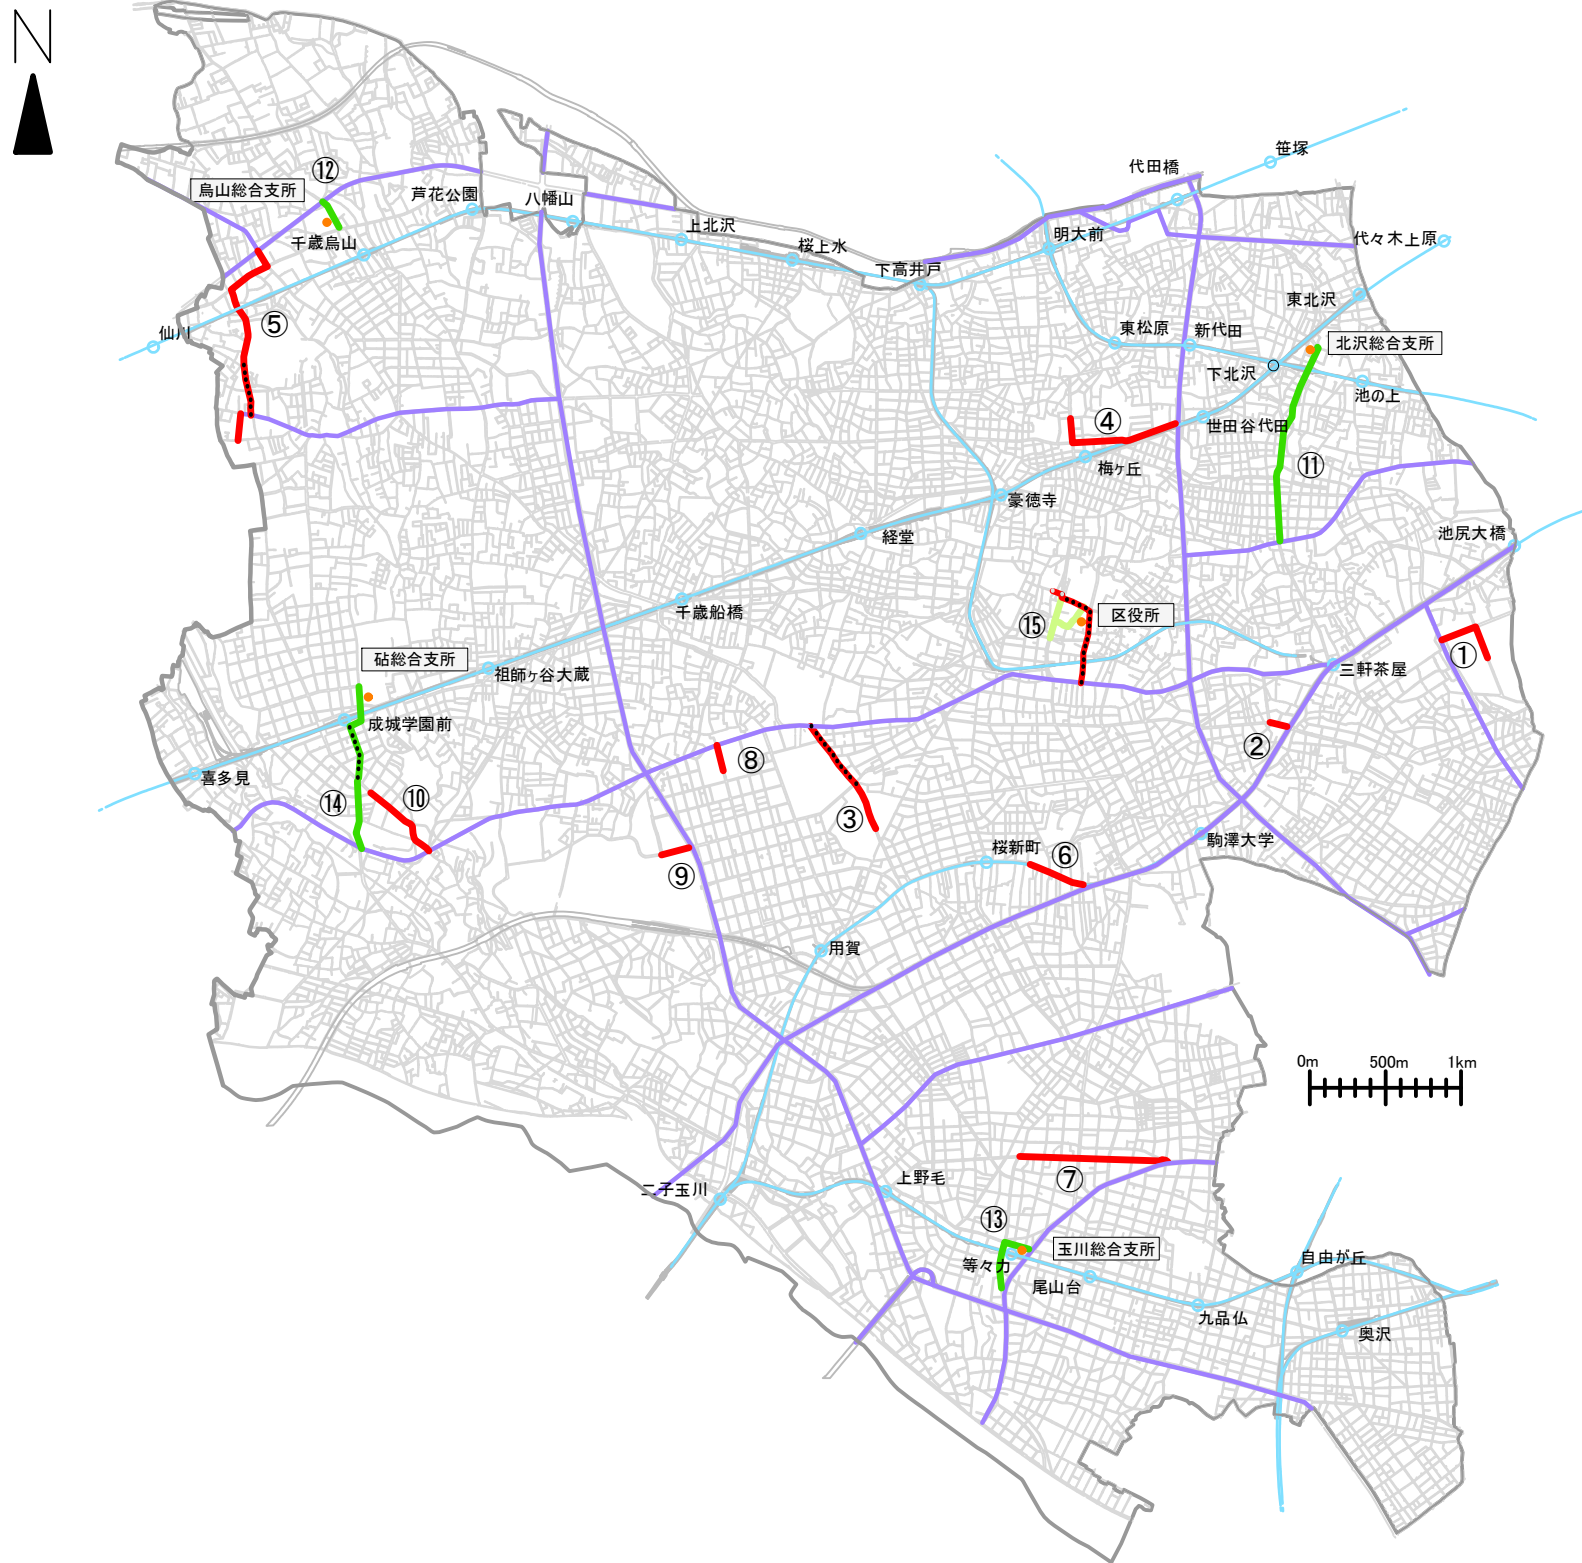 N
笹塚
代田橋
⑫
烏山総合支所
芦花公園
八幡山
上北沢
千歳烏山
桜上水
明大前
代々木上原
下高井戸
東北沢
⑤
仙川
東松原
新代田
北沢総合支所
下北沢
池の上
④
世田谷代田
梅ヶ丘
⑪
豪徳寺
経堂
池尻大橋
千歳船橋
⑮
区役所
①
砧総合支所
祖師ヶ谷大蔵
三軒茶屋
成城学園前
②
⑧
喜多見
⑭
⑩
③
桜新町
⑥
駒澤大学
⑨
用賀
0m
500m
1km
⑦
上野毛
二子玉川
⑬
玉川総合支所
等々力
尾山台
自由が丘
九品仏
奥沢